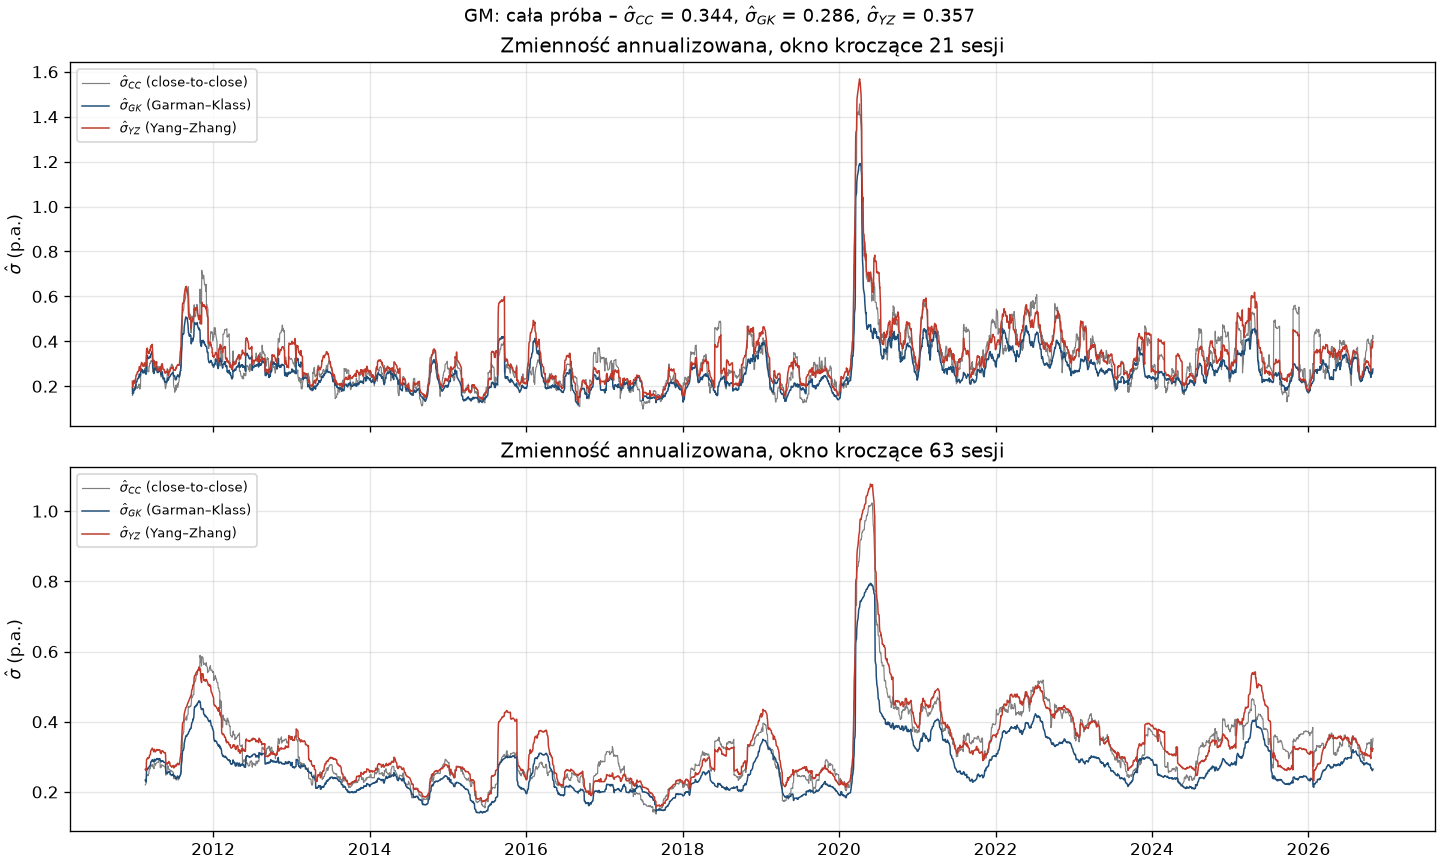 GM: cała próba – σ̂CC = 0.344, σ̂GK = 0.286, σ̂YZ = 0.357
Zmienność annualizowana, okno kroczące 21 sesji
σ̂CC (close-to-close)
σ̂GK (Garman–Klass)
σ̂YZ (Yang–Zhang)
σ̂ (p.a.)
1.6
1.4
1.2
1.0
0.8
0.6
0.4
0.2
Zmienność annualizowana, okno kroczące 63 sesji
σ̂CC (close-to-close)
σ̂GK (Garman–Klass)
σ̂YZ (Yang–Zhang)
σ̂ (p.a.)
1.0
0.8
0.6
0.4
0.2
2012 2014 2016 2018 2020 2022 2024 2026